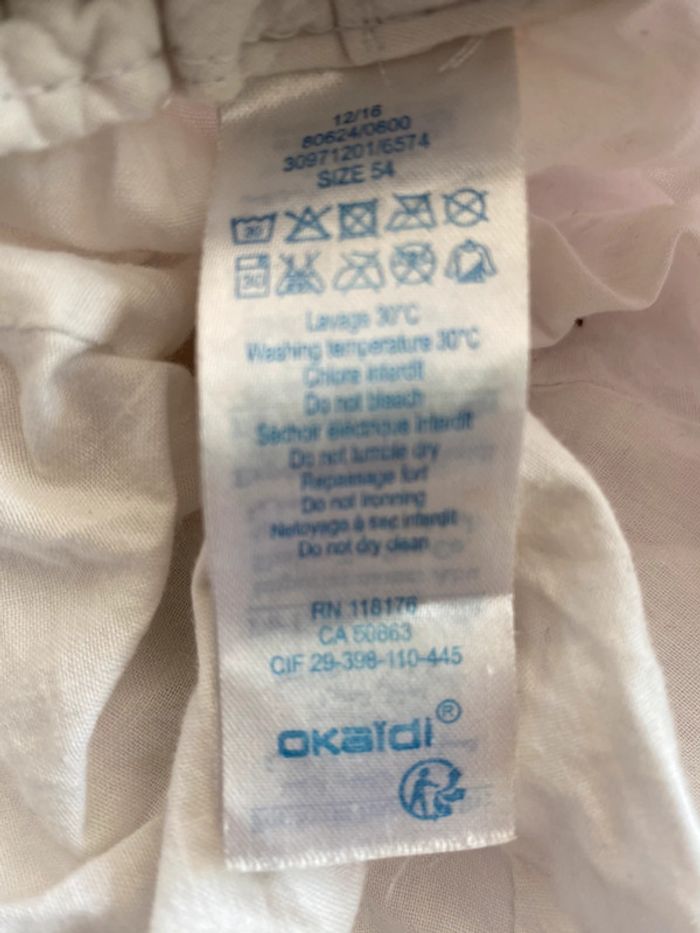 12/16
80624/0600
30971201/6574
SIZE 54
30
30
Lavage 30°C
Washing temperature 30°C
Chlore interdit
Do not bleach
Séchoir électrique interdit
Do not tumble dry
Repassage
Do not ironning
Nettoyage à sec interdit
Do not dry clean
RN 118176
CA 50863
CIF 29-398-110-445
okaïdi®